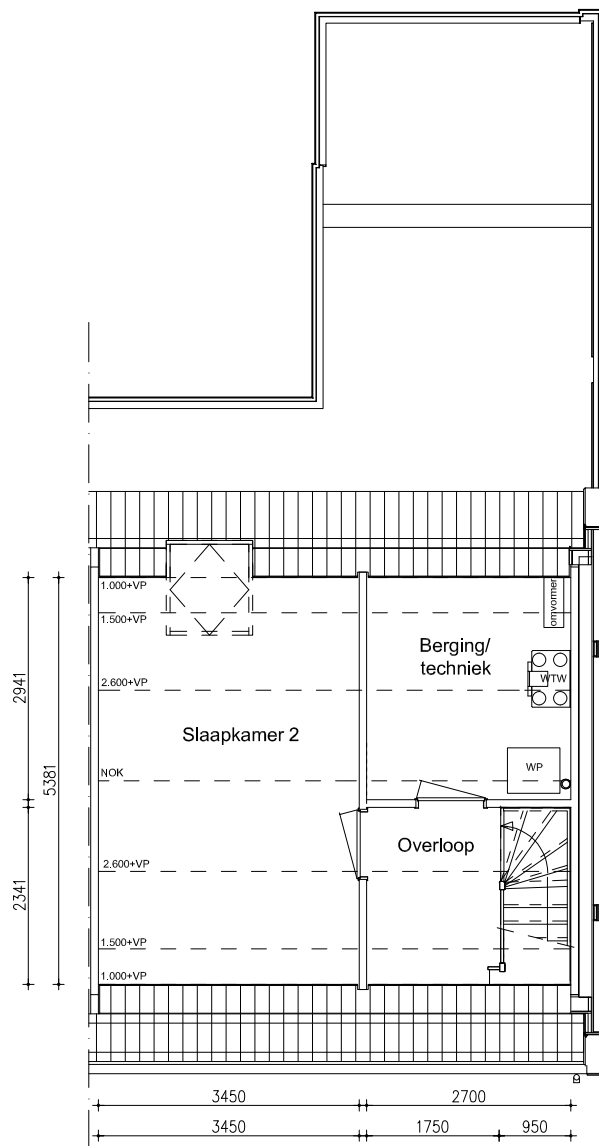 1.000+VP
omvormer
1.500+VP
Berging/
techniek
2.600+VP
WTW
2941
Slaapkamer 2
5381
NOK
WP
Overloop
2.600+VP
2341
1.500+VP
1.000+VP
3450
2700
3450
1750
950